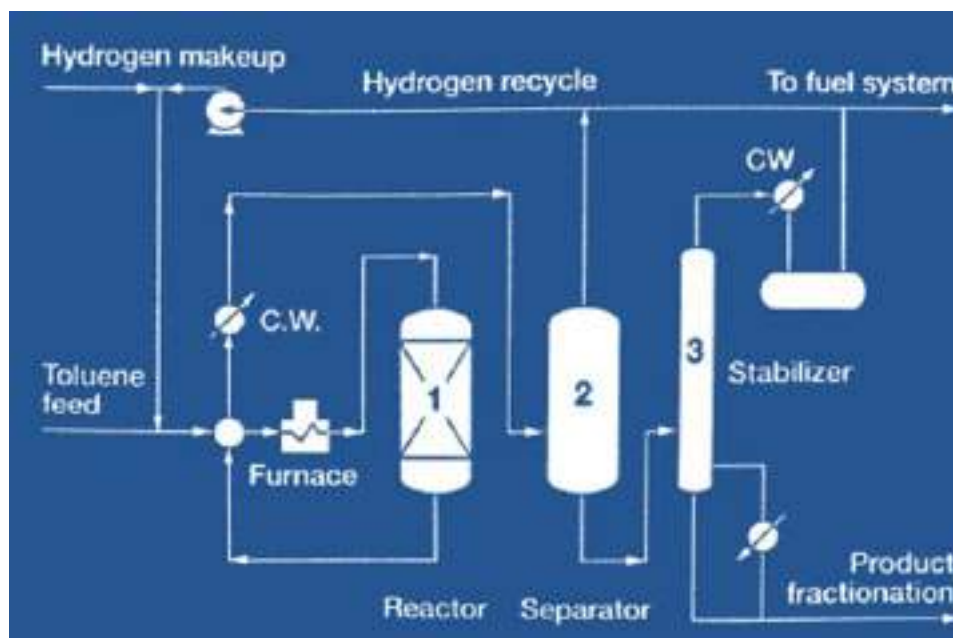 Hydrogen makeup
Hydrogen recycle
To fuel system
CW
C.W.
Toluene
feed
1
2
3
Stabilizer
Furnace
Product
fractionation
Reactor
Separator